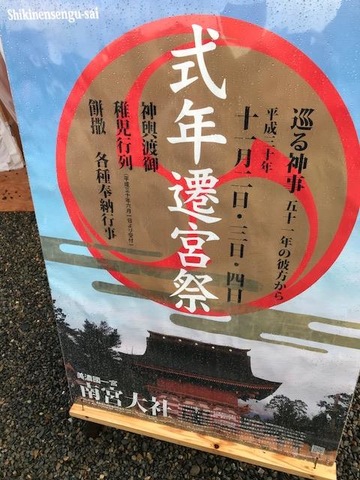 Shikinensengu-sai
巡る神事 五十一年の彼方から
平成三十年
十一月二日・三日・四日
式年遷宮祭
神輿渡御
稚児行列
餅撒 各種奉納行事
美濃國一宮
南宮大社